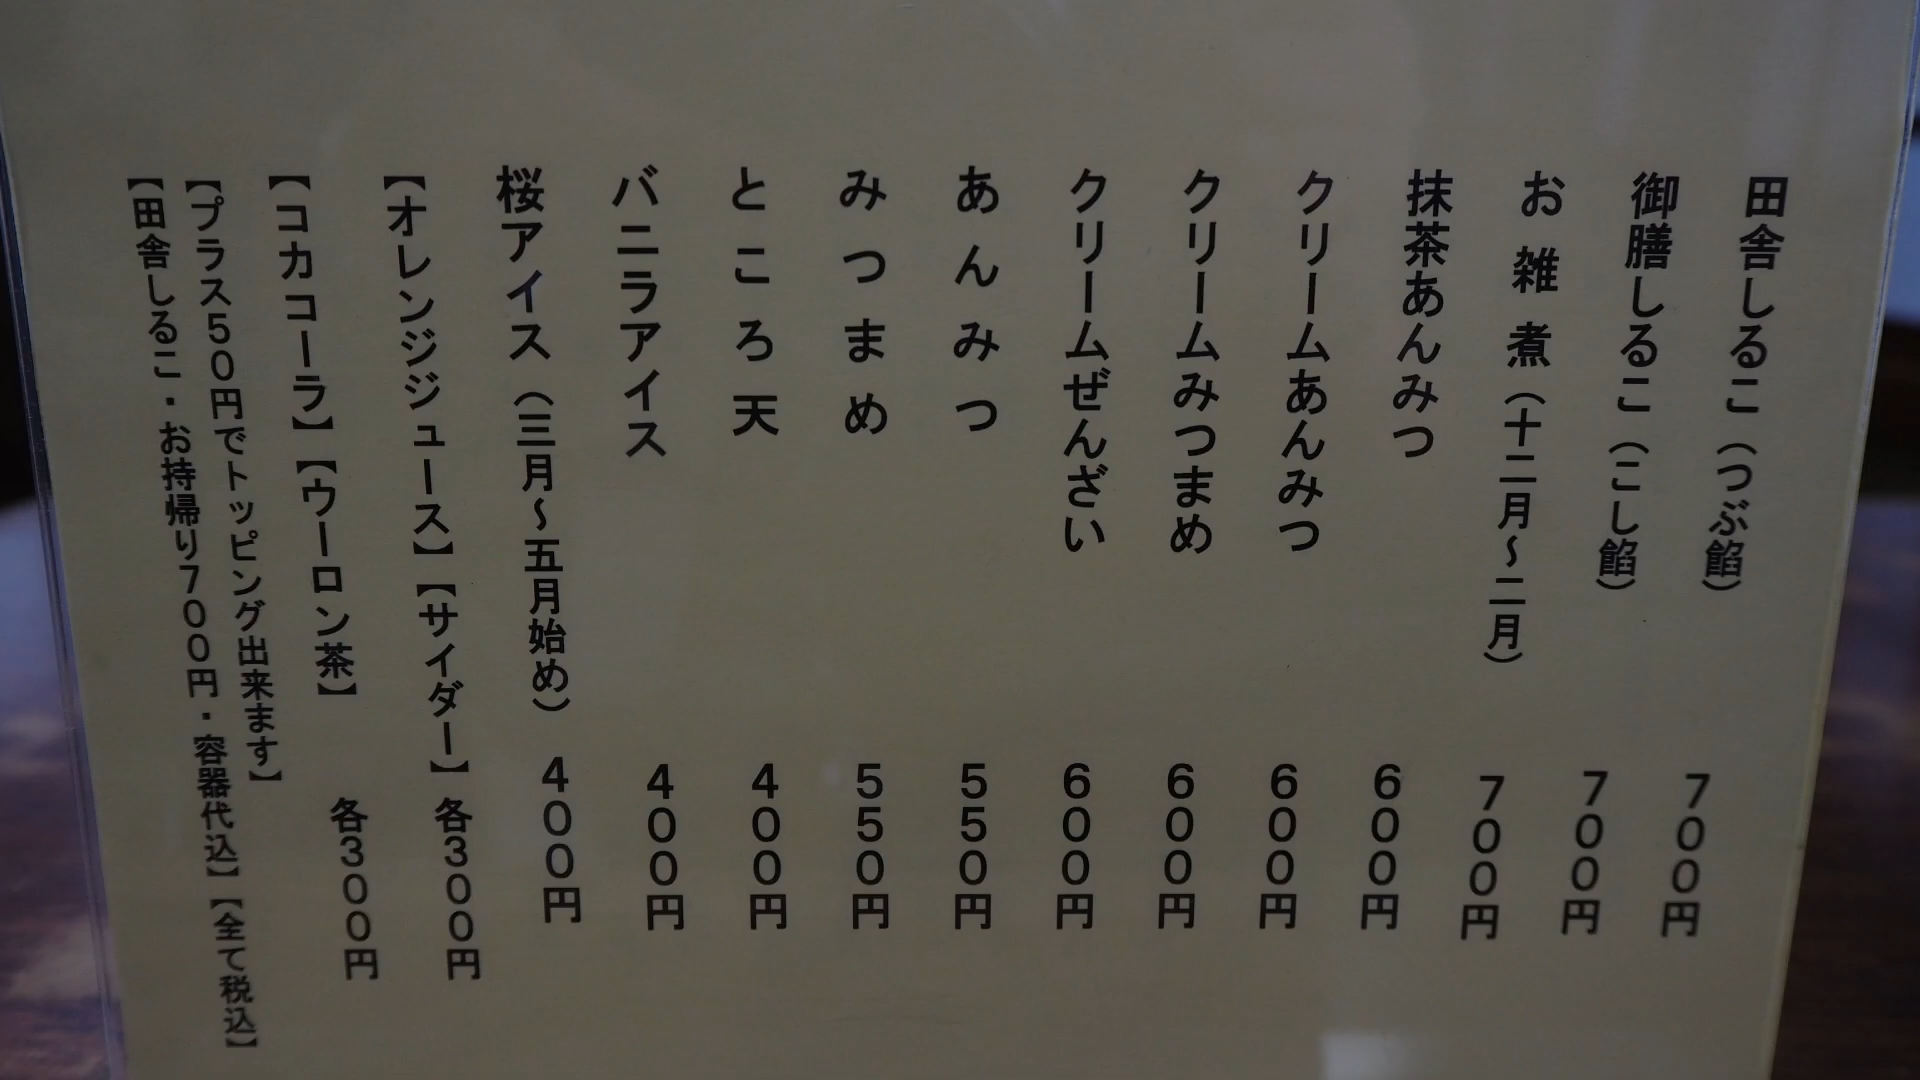 田舎しるこ（つぶ餡） 700円
御膳しるこ（こし餡） 700円
お雑煮（十二月～二月） 700円
抹茶あんみつ 600円
クリームあんみつ 600円
クリームみつまめ 600円
クリームぜんざい 600円
あんみつ 550円
みつまめ 550円
ところ天 400円
バニラアイス 400円
桜アイス（三月～五月始め） 400円
【オレンジジュース】【サイダー】各300円
【コカコーラ】【ウーロン茶】 各300円
【プラス50円でトッピング出来ます】
【田舎しるこ・お持帰り700円・容器代込】【全て税込】